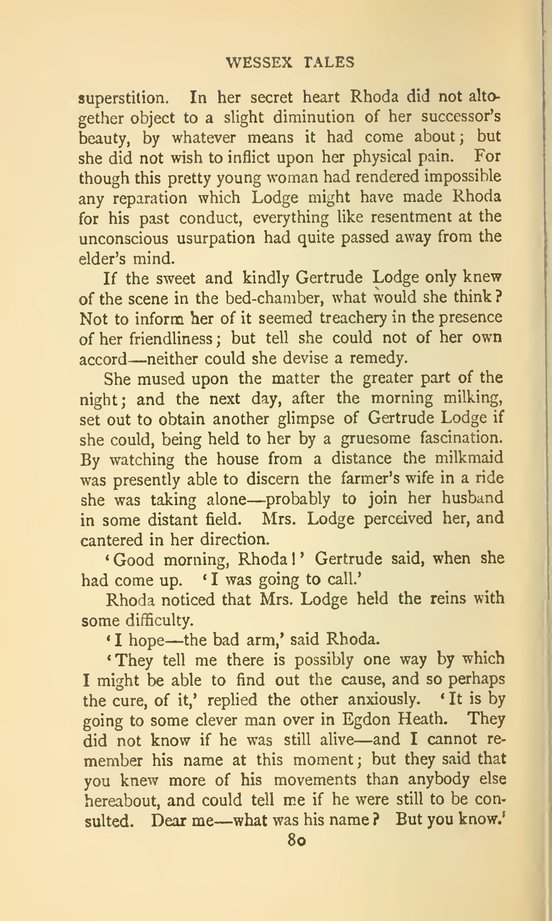 WESSEX TALES
superstition. In her secret heart Rhoda did not alto-
gether object to a slight diminution of her successor's
beauty, by whatever means it had come about; but
she did not wish to inflict upon her physical pain. For
though this pretty young woman had rendered impossible
any reparation which Lodge might have made Rhoda
for his past conduct, everything like resentment at the
unconscious usurpation had quite passed away from the
elder's mind.
If the sweet and kindly Gertrude Lodge only knew
of the scene in the bed-chamber, what would she think?
Not to inform her of it seemed treachery in the presence
of her friendliness; but tell she could not of her own
accord—neither could she devise a remedy.
She mused upon the matter the greater part of the
night; and the next day, after the morning milking,
set out to obtain another glimpse of Gertrude Lodge if
she could, being held to her by a gruesome fascination.
By watching the house from a distance the milkmaid
was presently able to discern the farmer's wife in a ride
she was taking alone—probably to join her husband
in some distant field. Mrs. Lodge perceived her, and
cantered in her direction.
'Good morning, Rhoda!' Gertrude said, when she
had come up. 'I was going to call.'
Rhoda noticed that Mrs. Lodge held the reins with
some difficulty.
'I hope—the bad arm,' said Rhoda.
'They tell me there is possibly one way by which
I might be able to find out the cause, and so perhaps
the cure, of it,' replied the other anxiously. 'It is by
going to some clever man over in Egdon Heath. They
did not know if he was still alive—and I cannot re-
member his name at this moment; but they said that
you knew more of his movements than anybody else
hereabout, and could tell me if he were still to be con-
sulted. Dear me—what was his name? But you know.'
80